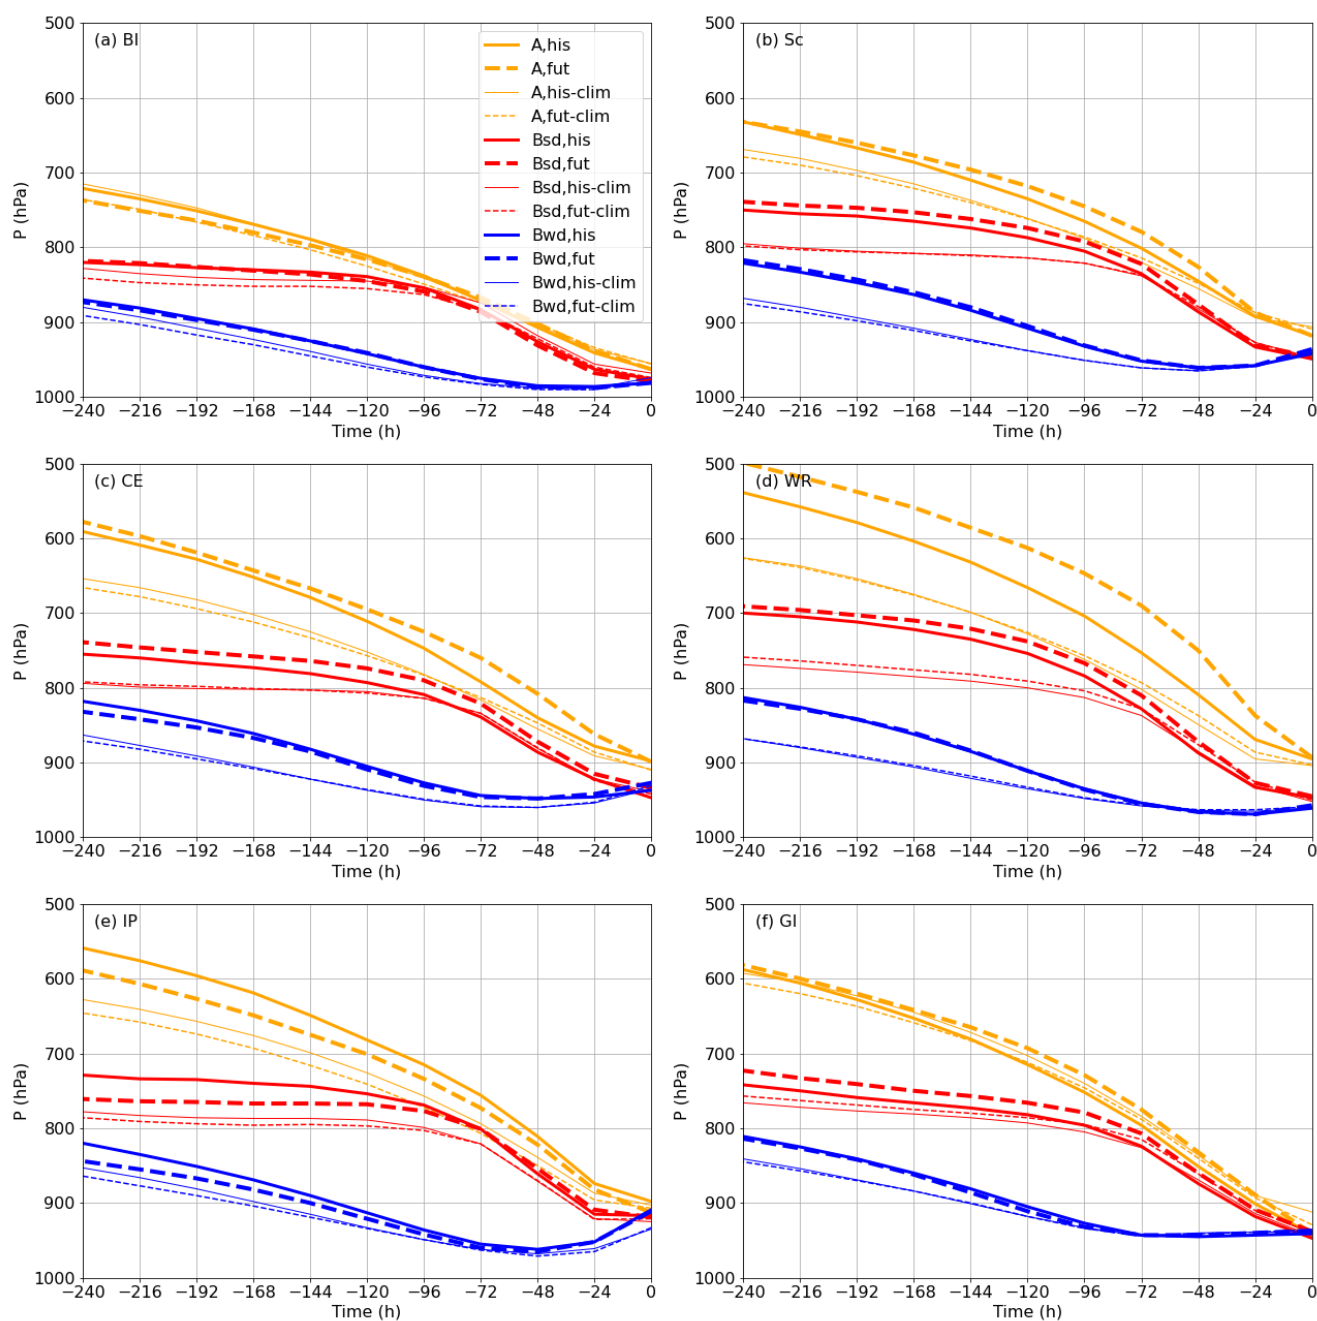 (a) BI
A,his
A,fut
A,his-clim
A,fut-clim
Bsd,his
Bsd,fut
Bsd,his-clim
Bsd,fut-clim
Bwd,his
Bwd,fut
Bwd,his-clim
Bwd,fut-clim
500
600
700
800
900
1000
P (hPa)
−240 −216 −192 −168 −144 −120 −96 −72 −48 −24 0
Time (h)
(b) Sc
500
600
700
800
900
1000
P (hPa)
−240 −216 −192 −168 −144 −120 −96 −72 −48 −24 0
Time (h)
(c) CE
500
600
700
800
900
1000
P (hPa)
−240 −216 −192 −168 −144 −120 −96 −72 −48 −24 0
Time (h)
(d) WR
500
600
700
800
900
1000
P (hPa)
−240 −216 −192 −168 −144 −120 −96 −72 −48 −24 0
Time (h)
(e) IP
500
600
700
800
900
1000
P (hPa)
−240 −216 −192 −168 −144 −120 −96 −72 −48 −24 0
Time (h)
(f) GI
500
600
700
800
900
1000
P (hPa)
−240 −216 −192 −168 −144 −120 −96 −72 −48 −24 0
Time (h)